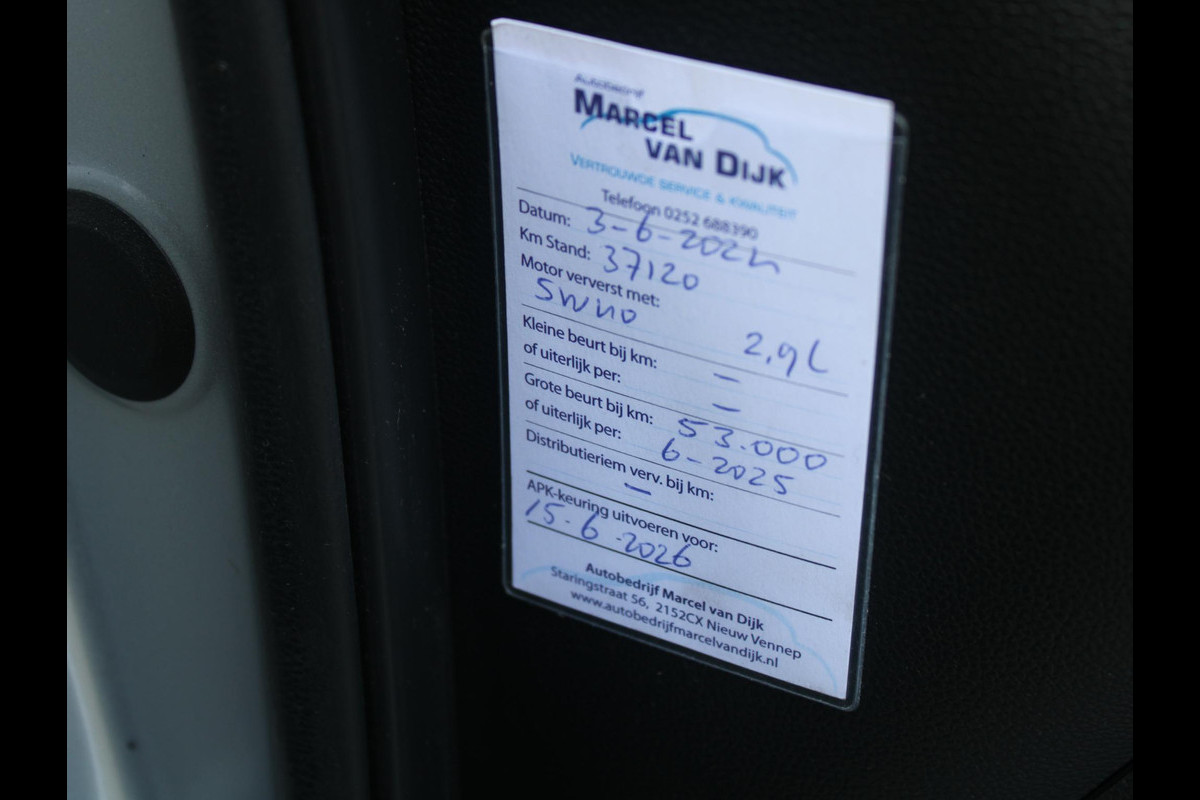 Autobedrijf
MARCEL
VAN DIJK
VERTROUWDE SERVICE & KWALITEIT
Telefoon 0252 688390
Datum: 3-6-2024
Km Stand: 37120
Motor ververst met:
5W40 2,9L
Kleine beurt bij km: –
of uiterlijk per: –
Grote beurt bij km: 53.000
of uiterlijk per: 6-2025
Distributieriem verv. bij km:
–
APK-keuring uitvoeren voor:
15-6-2026
Autobedrijf Marcel van Dijk
Staringstraat 56, 2152CX Nieuw Vennep
www.autobedrijfmarcelvandijk.nl